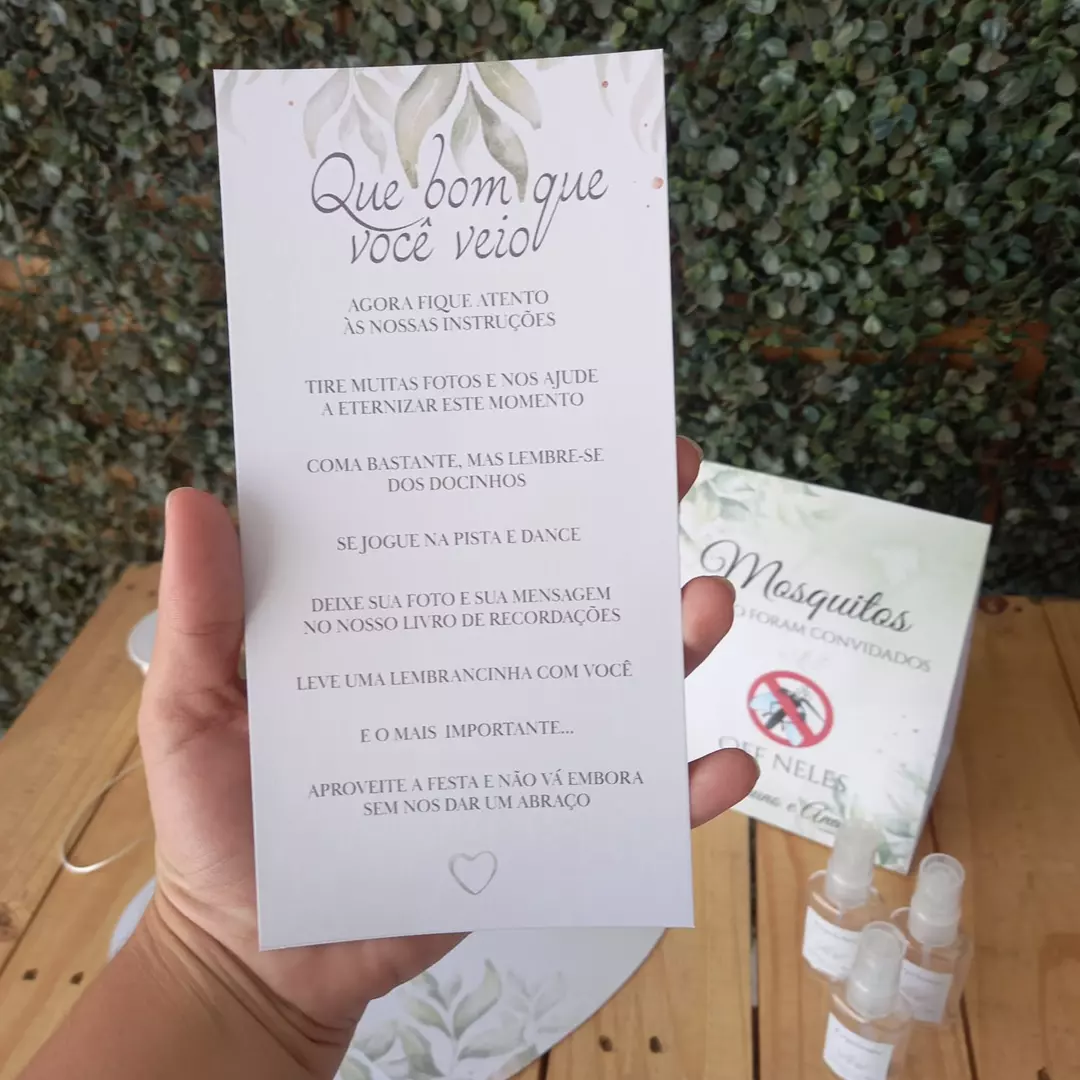 Que bom que
você veio
AGORA FIQUE ATENTO
ÀS NOSSAS INSTRUÇÕES
TIRE MUITAS FOTOS E NOS AJUDE
A ETERNIZAR ESTE MOMENTO
COMA BASTANTE, MAS LEMBRE-SE
DOS DOCINHOS
SE JOGUE NA PISTA E DANCE
DEIXE SUA FOTO E SUA MENSAGEM
NO NOSSO LIVRO DE RECORDAÇÕES
LEVE UMA LEMBRANCINHA COM VOCÊ
E O MAIS IMPORTANTE...
APROVEITE A FESTA E NÃO VÁ EMBORA
SEM NOS DAR UM ABRAÇO
Mosquitos
FORAM CONVIDADOS
OFF NELES
e Ana